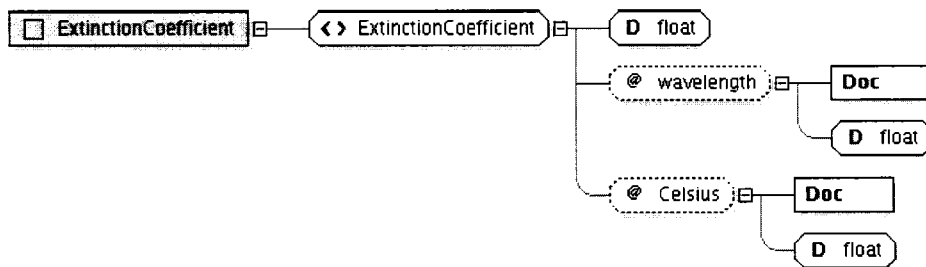 ExtinctionCoefficient
<> ExtinctionCoefficient
D float
@ wavelength
Doc
D float
@ Celsius
Doc
D float